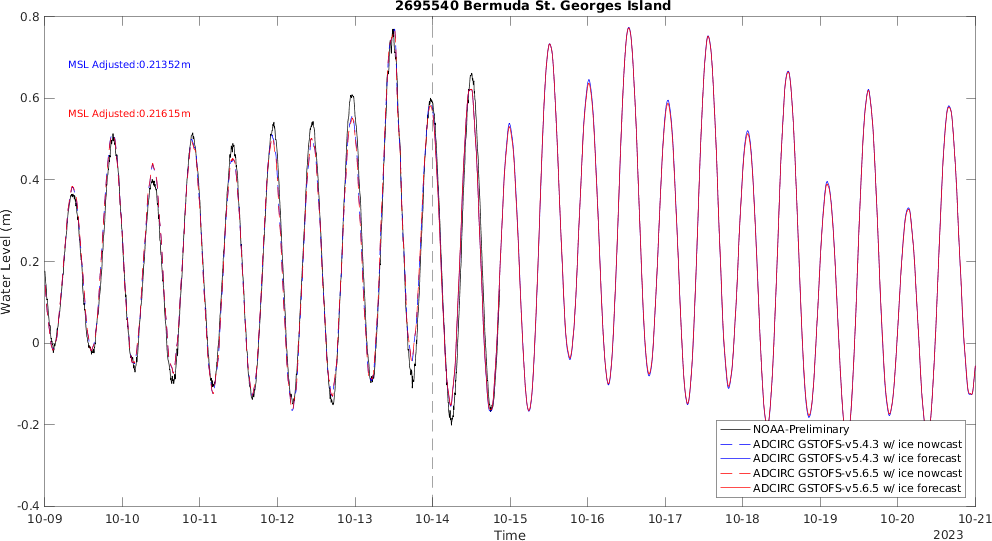 2695540 Bermuda St. Georges Island
MSL Adjusted:0.21352m
MSL Adjusted:0.21615m
Water Level (m)
0.8
0.6
0.4
0.2
0
-0.2
-0.4
NOAA-Preliminary
ADCIRC GSTOFS-v5.4.3 w/ ice nowcast
ADCIRC GSTOFS-v5.4.3 w/ ice forecast
ADCIRC GSTOFS-v5.6.5 w/ ice nowcast
ADCIRC GSTOFS-v5.6.5 w/ ice forecast
10-09 10-10 10-11 10-12 10-13 10-14 10-15 10-16 10-17 10-18 10-19 10-20 10-21
Time
2023